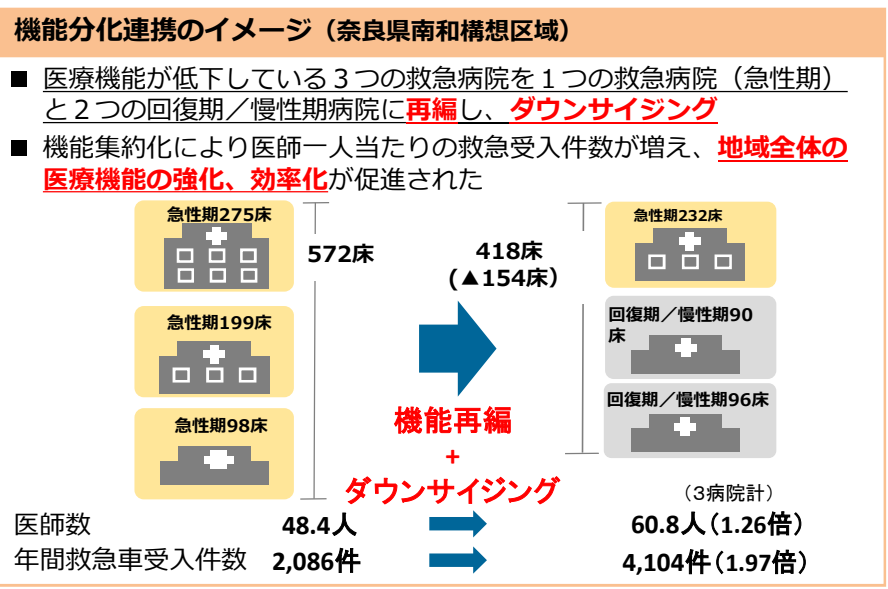 機能分化連携のイメージ（奈良県南和構想区域）
■ 医療機能が低下している３つの救急病院を１つの救急病院（急性期）
と２つの回復期／慢性期病院に再編し、ダウンサイジング
■ 機能集約化により医師一人当たりの救急受入件数が増え、地域全体の
医療機能の強化、効率化が促進された
急性期275床
572床
急性期199床
急性期98床
418床
(▲154床）
機能再編
+
ダウンサイジング
急性期232床
回復期／慢性期90
床
回復期／慢性期96床
（３病院計）
医師数 48.4人 60.8人（1.26倍）
年間救急車受入件数 2,086件 4,104件（1.97倍）